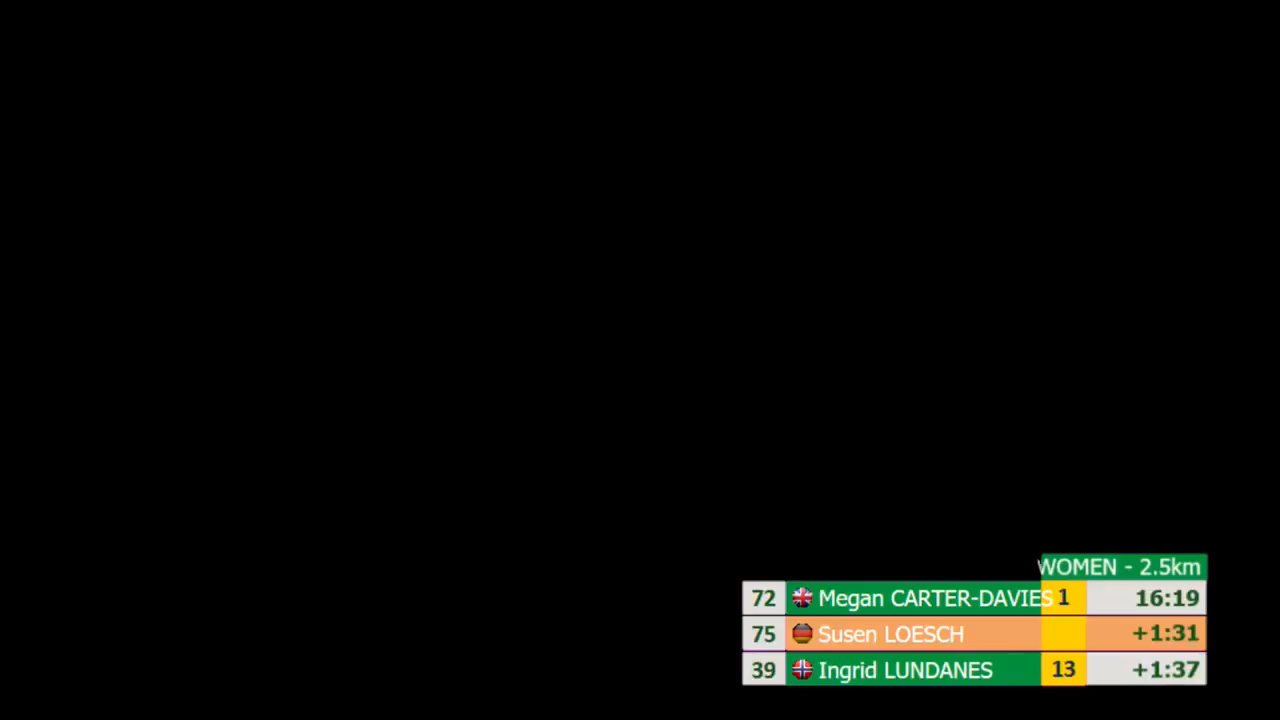 WOMEN - 2.5km
72 Megan CARTER-DAVIES 1 16:19
75 Susen LOESCH +1:31
39 Ingrid LUNDANES 13 +1:37